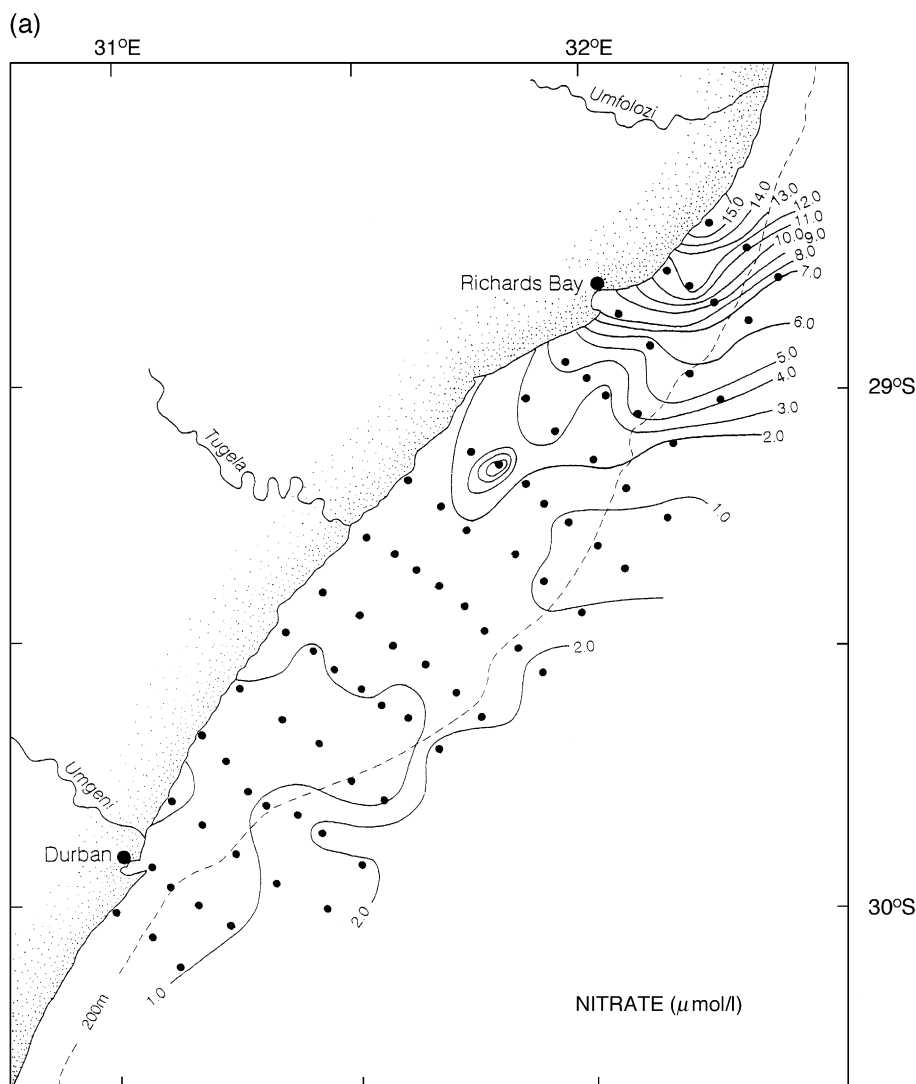 (a)
31°E
32°E
Umfolozi
15.0
14.0
13.0
12.0
11.0
10.0
9.0
8.0
7.0
Richards Bay
6.0
5.0
4.0
29°S
3.0
2.0
Tugela
1.0
2.0
Umgeni
Durban
2.0
30°S
1.0
200m
NITRATE (μ mol/l)